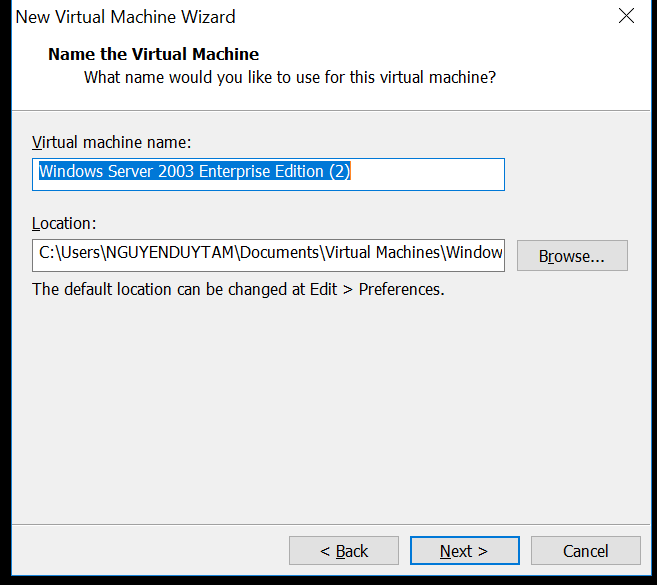 New Virtual Machine Wizard
Name the Virtual Machine
What name would you like to use for this virtual machine?
Virtual machine name:
Windows Server 2003 Enterprise Edition (2)
Location:
C:\Users\NGUYENDUYTAM\Documents\Virtual Machines\Window
Browse...
The default location can be changed at Edit > Preferences.
< Back
Next >
Cancel